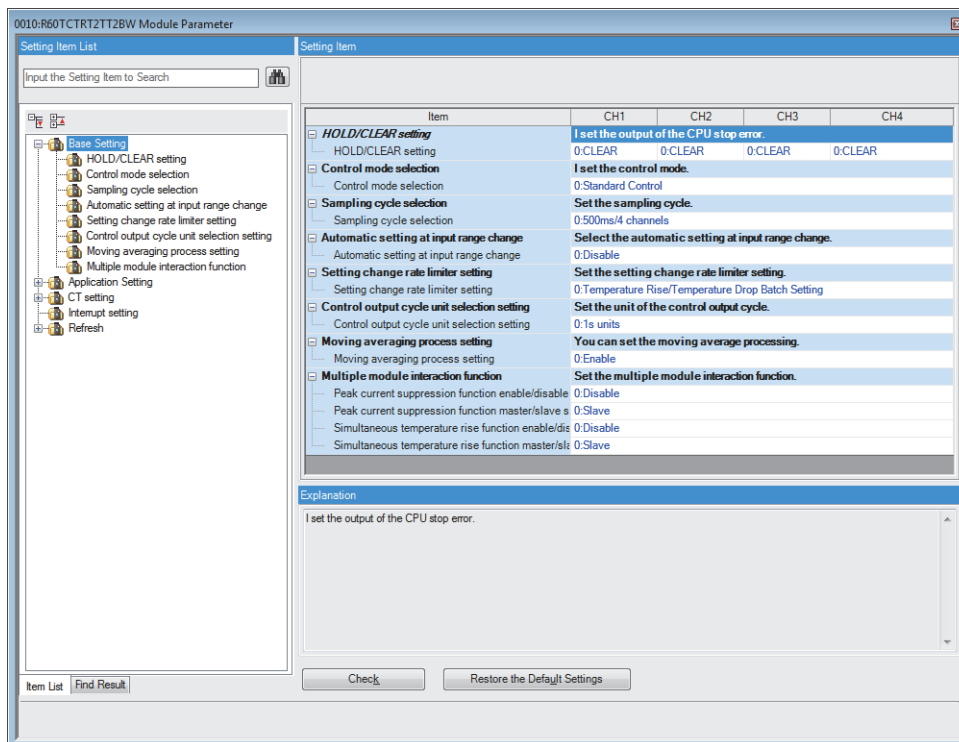 0010:R60TCTRT2TT2BW Module Parameter
Setting Item List
Input the Setting Item to Search
Base Setting
HOLD/CLEAR setting
Control mode selection
Sampling cycle selection
Automatic setting at input range change
Setting change rate limiter setting
Control output cycle unit selection setting
Moving averaging process setting
Multiple module interaction function
Application Setting
CT setting
Interrupt setting
Refresh
Item List Find Result
Setting Item
Item CH1 CH2 CH3 CH4
HOLD/CLEAR setting I set the output of the CPU stop error.
HOLD/CLEAR setting 0:CLEAR 0:CLEAR 0:CLEAR 0:CLEAR
Control mode selection I set the control mode.
Control mode selection 0:Standard Control
Sampling cycle selection Set the sampling cycle.
Sampling cycle selection 0:500ms/4 channels
Automatic setting at input range change Select the automatic setting at input range change.
Automatic setting at input range change 0:Disable
Setting change rate limiter setting Set the setting change rate limiter setting.
Setting change rate limiter setting 0:Temperature Rise/Temperature Drop Batch Setting
Control output cycle unit selection setting Set the unit of the control output cycle.
Control output cycle unit selection setting 0:1s units
Moving averaging process setting You can set the moving average processing.
Moving averaging process setting 0:Enable
Multiple module interaction function Set the multiple module interaction function.
Peak current suppression function enable/disable 0:Disable
Peak current suppression function master/slave s 0:Slave
Simultaneous temperature rise function enable/dis 0:Disable
Simultaneous temperature rise function master/sla 0:Slave
Explanation
I set the output of the CPU stop error.
Check Restore the Default Settings